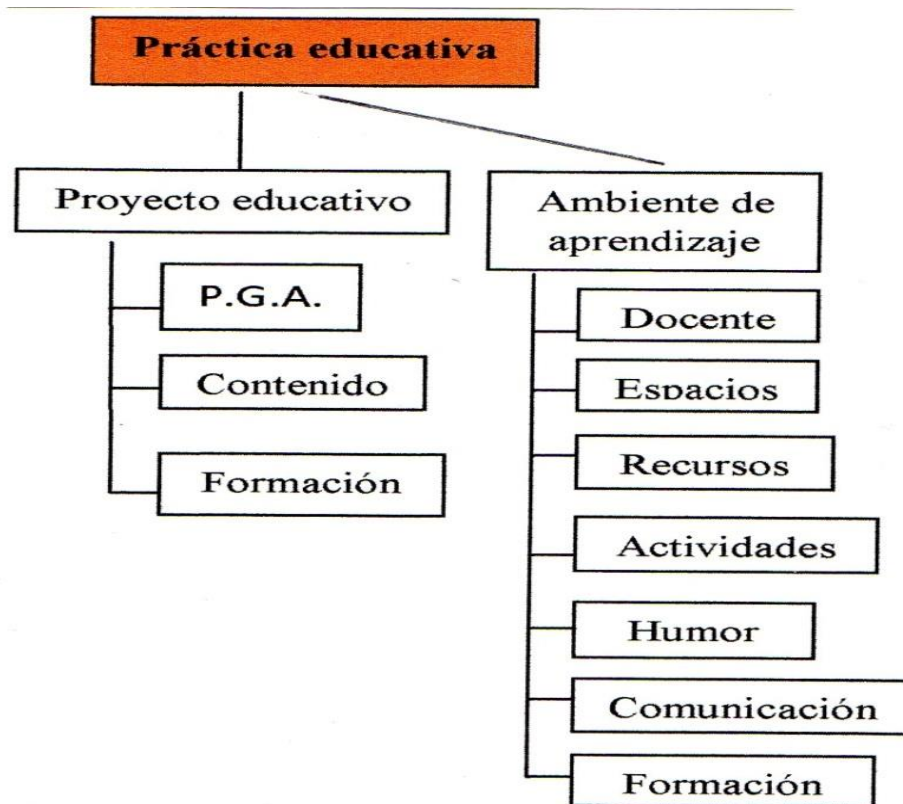 Práctica educativa
Proyecto educativo
P.G.A.
Contenido
Formación
Ambiente de
aprendizaje
Docente
Espacios
Recursos
Actividades
Humor
Comunicación
Formación